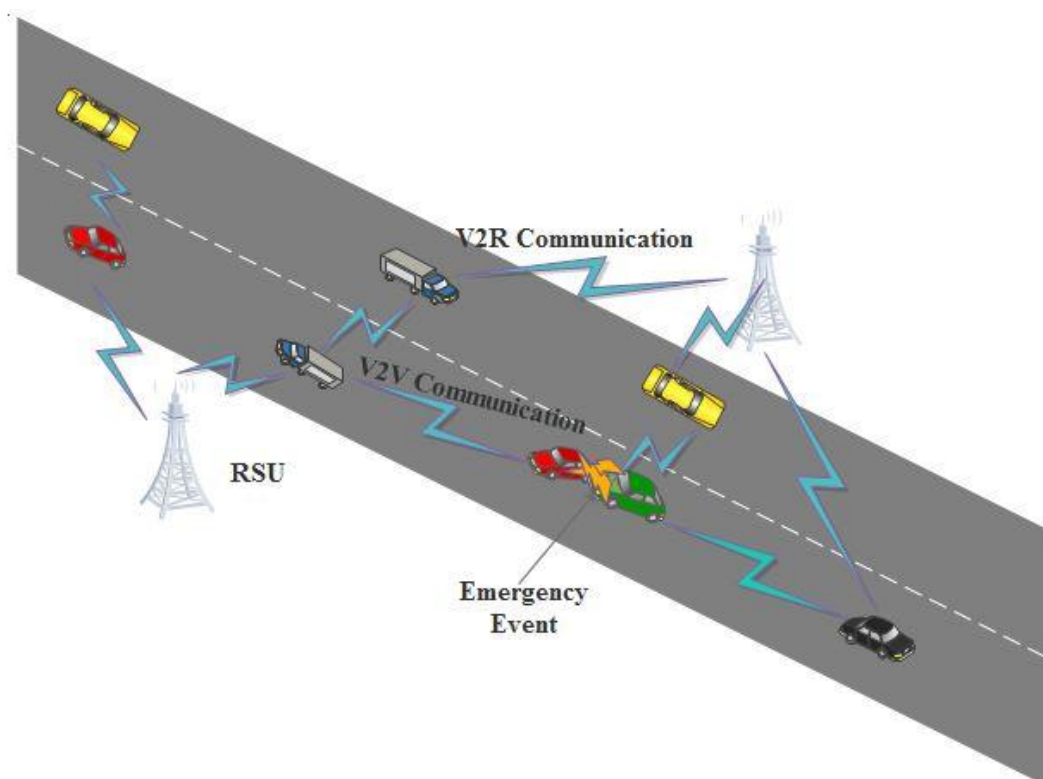 V2R Communication
V2V Communication
RSU
Emergency
Event